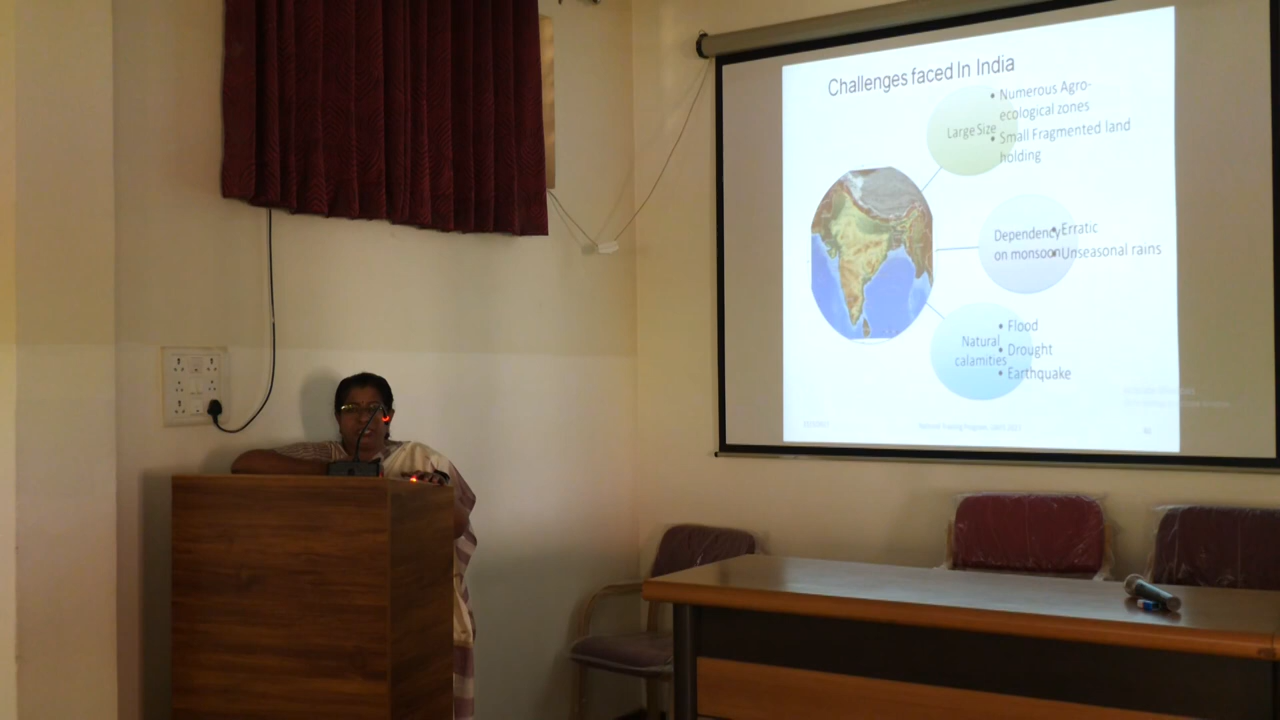 Challenges faced In India
Large Size
• Numerous Agro-
ecological zones
• Small Fragmented land
holding
Dependency
on monsoon
• Erratic
• Unseasonal rains
Natural
calamities
• Flood
• Drought
• Earthquake